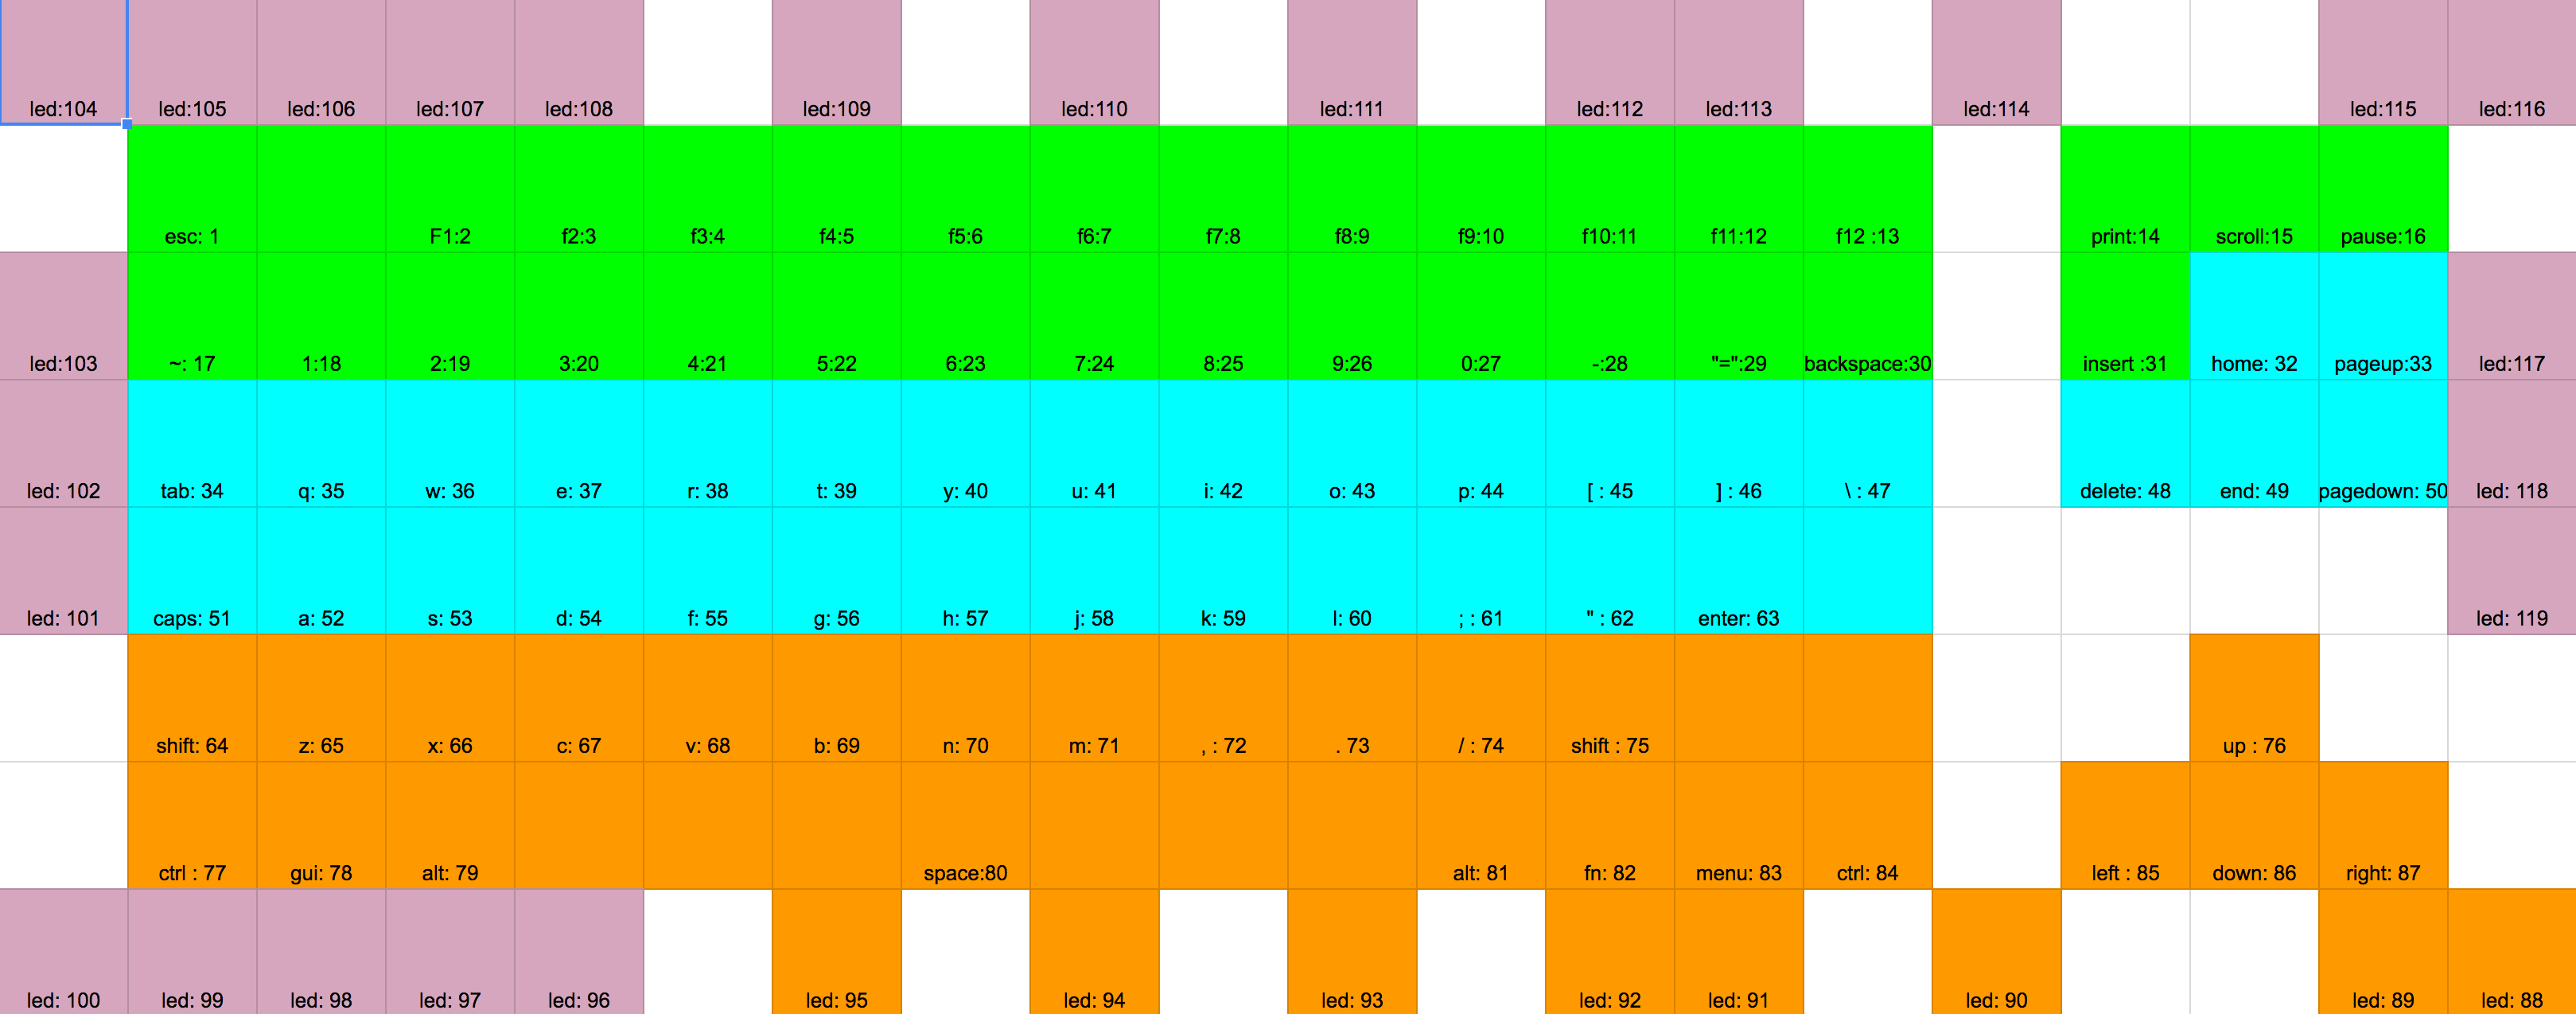 led:104 led:105 led:106 led:107 led:108 led:109 led:110 led:111 led:112 led:113 led:114 led:115 led:116
esc: 1 F1:2 f2:3 f3:4 f4:5 f5:6 f6:7 f7:8 f8:9 f9:10 f10:11 f11:12 f12 :13 print:14 scroll:15 pause:16
led:103 ~: 17 1:18 2:19 3:20 4:21 5:22 6:23 7:24 8:25 9:26 0:27 -:28 "=":29 backspace:30 insert :31 home: 32 pageup:33 led:117
led: 102 tab: 34 q: 35 w: 36 e: 37 r: 38 t: 39 y: 40 u: 41 i: 42 o: 43 p: 44 [ : 45 ] : 46 \ : 47 delete: 48 end: 49 pagedown: 50 led: 118
led: 101 caps: 51 a: 52 s: 53 d: 54 f: 55 g: 56 h: 57 j: 58 k: 59 l: 60 ; : 61 " : 62 enter: 63 led: 119
shift: 64 z: 65 x: 66 c: 67 v: 68 b: 69 n: 70 m: 71 , : 72 . 73 / : 74 shift : 75 up : 76
ctrl : 77 gui: 78 alt: 79 space:80 alt: 81 fn: 82 menu: 83 ctrl: 84 left : 85 down: 86 right: 87
led: 100 led: 99 led: 98 led: 97 led: 96 led: 95 led: 94 led: 93 led: 92 led: 91 led: 90 led: 89 led: 88